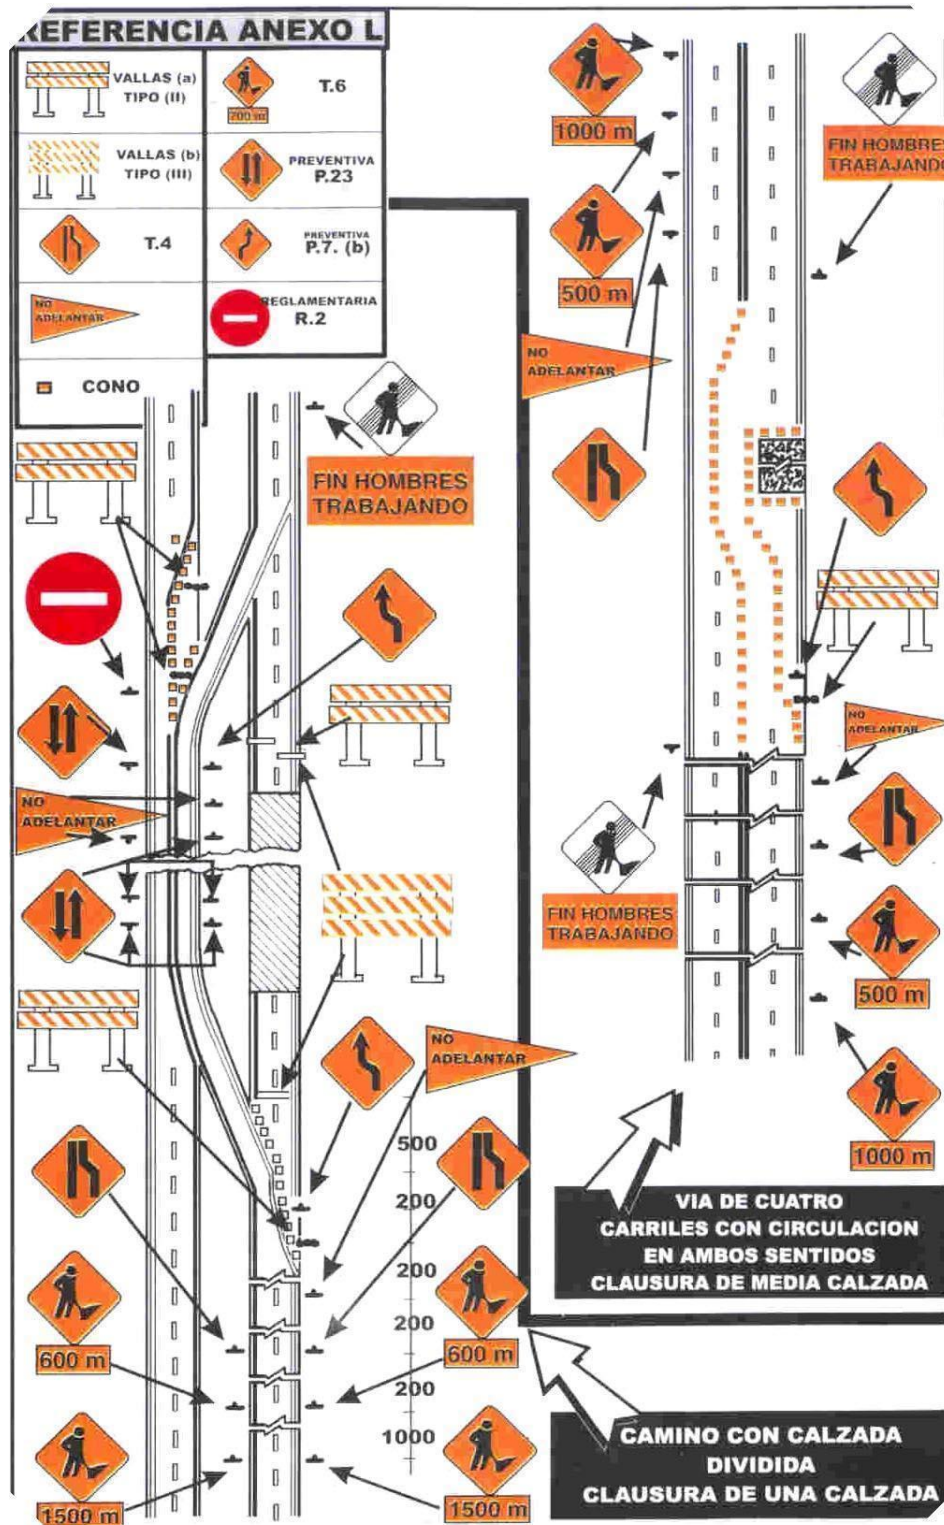 REFERENCIA ANEXO L
VALLAS (a)
TIPO (II)
700 m
T.6
VALLAS (b)
TIPO (III)
PREVENTIVA
P.23
T.4
PREVENTIVA
P.7. (b)
NO
ADELANTAR
REGLAMENTARIA
R.2
CONO
FIN HOMBRES
TRABAJANDO
NO
ADELANTAR
NO
ADELANTAR
500
200
200
200
200
1000
600 m
600 m
1500 m
1500 m
1000 m
FIN HOMBRES
TRABAJANDO
500 m
NO
ADELANTAR
NO
ADELANTAR
FIN HOMBRES
TRABAJANDO
500 m
1000 m
VIA DE CUATRO
CARRILES CON CIRCULACION
EN AMBOS SENTIDOS
CLAUSURA DE MEDIA CALZADA
CAMINO CON CALZADA
DIVIDIDA
CLAUSURA DE UNA CALZADA